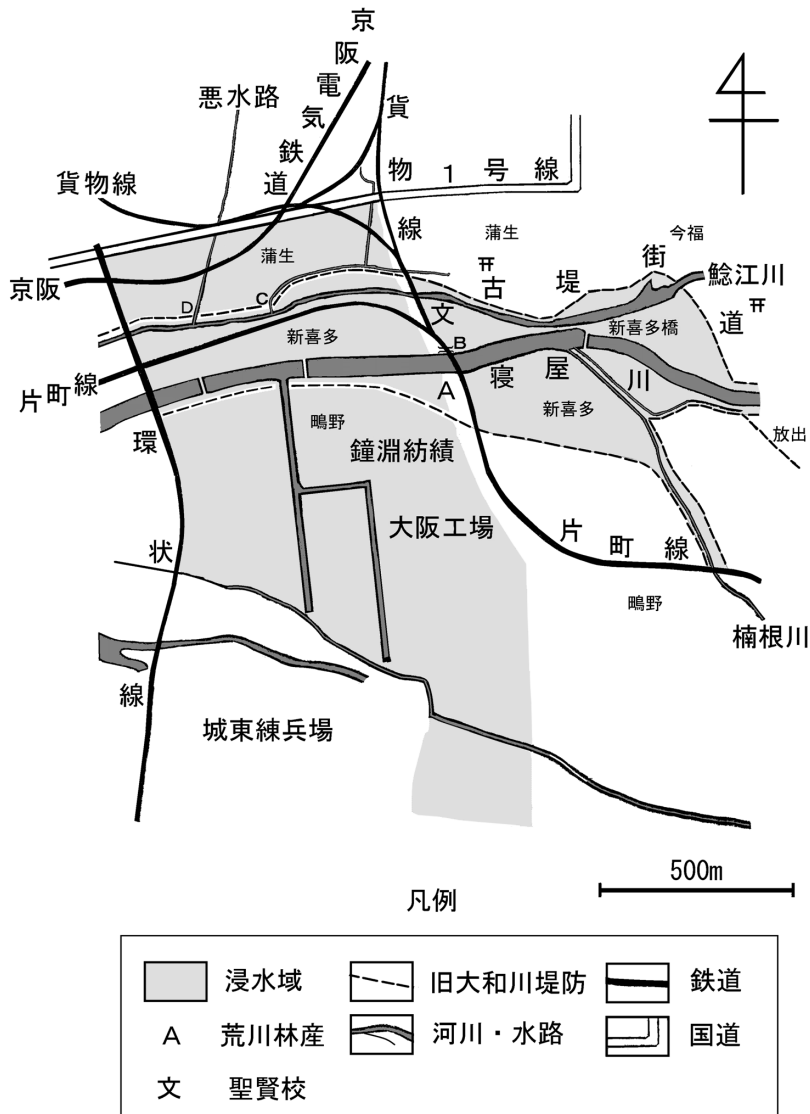 京阪電気鉄道
悪水路
貨物線
貨物線
1号線
蒲生
蒲生
今福
京阪
古堤街道
鯰江川
D
C
文
新喜多
新喜多橋
B
片町線
A
寝屋川
新喜多
環状線
鴫野
放出
鐘淵紡績
大阪工場
片町線
鴫野
楠根川
城東練兵場
500m
凡例
浸水域
旧大和川堤防
鉄道
A 荒川林産
河川・水路
国道
文 聖賢校